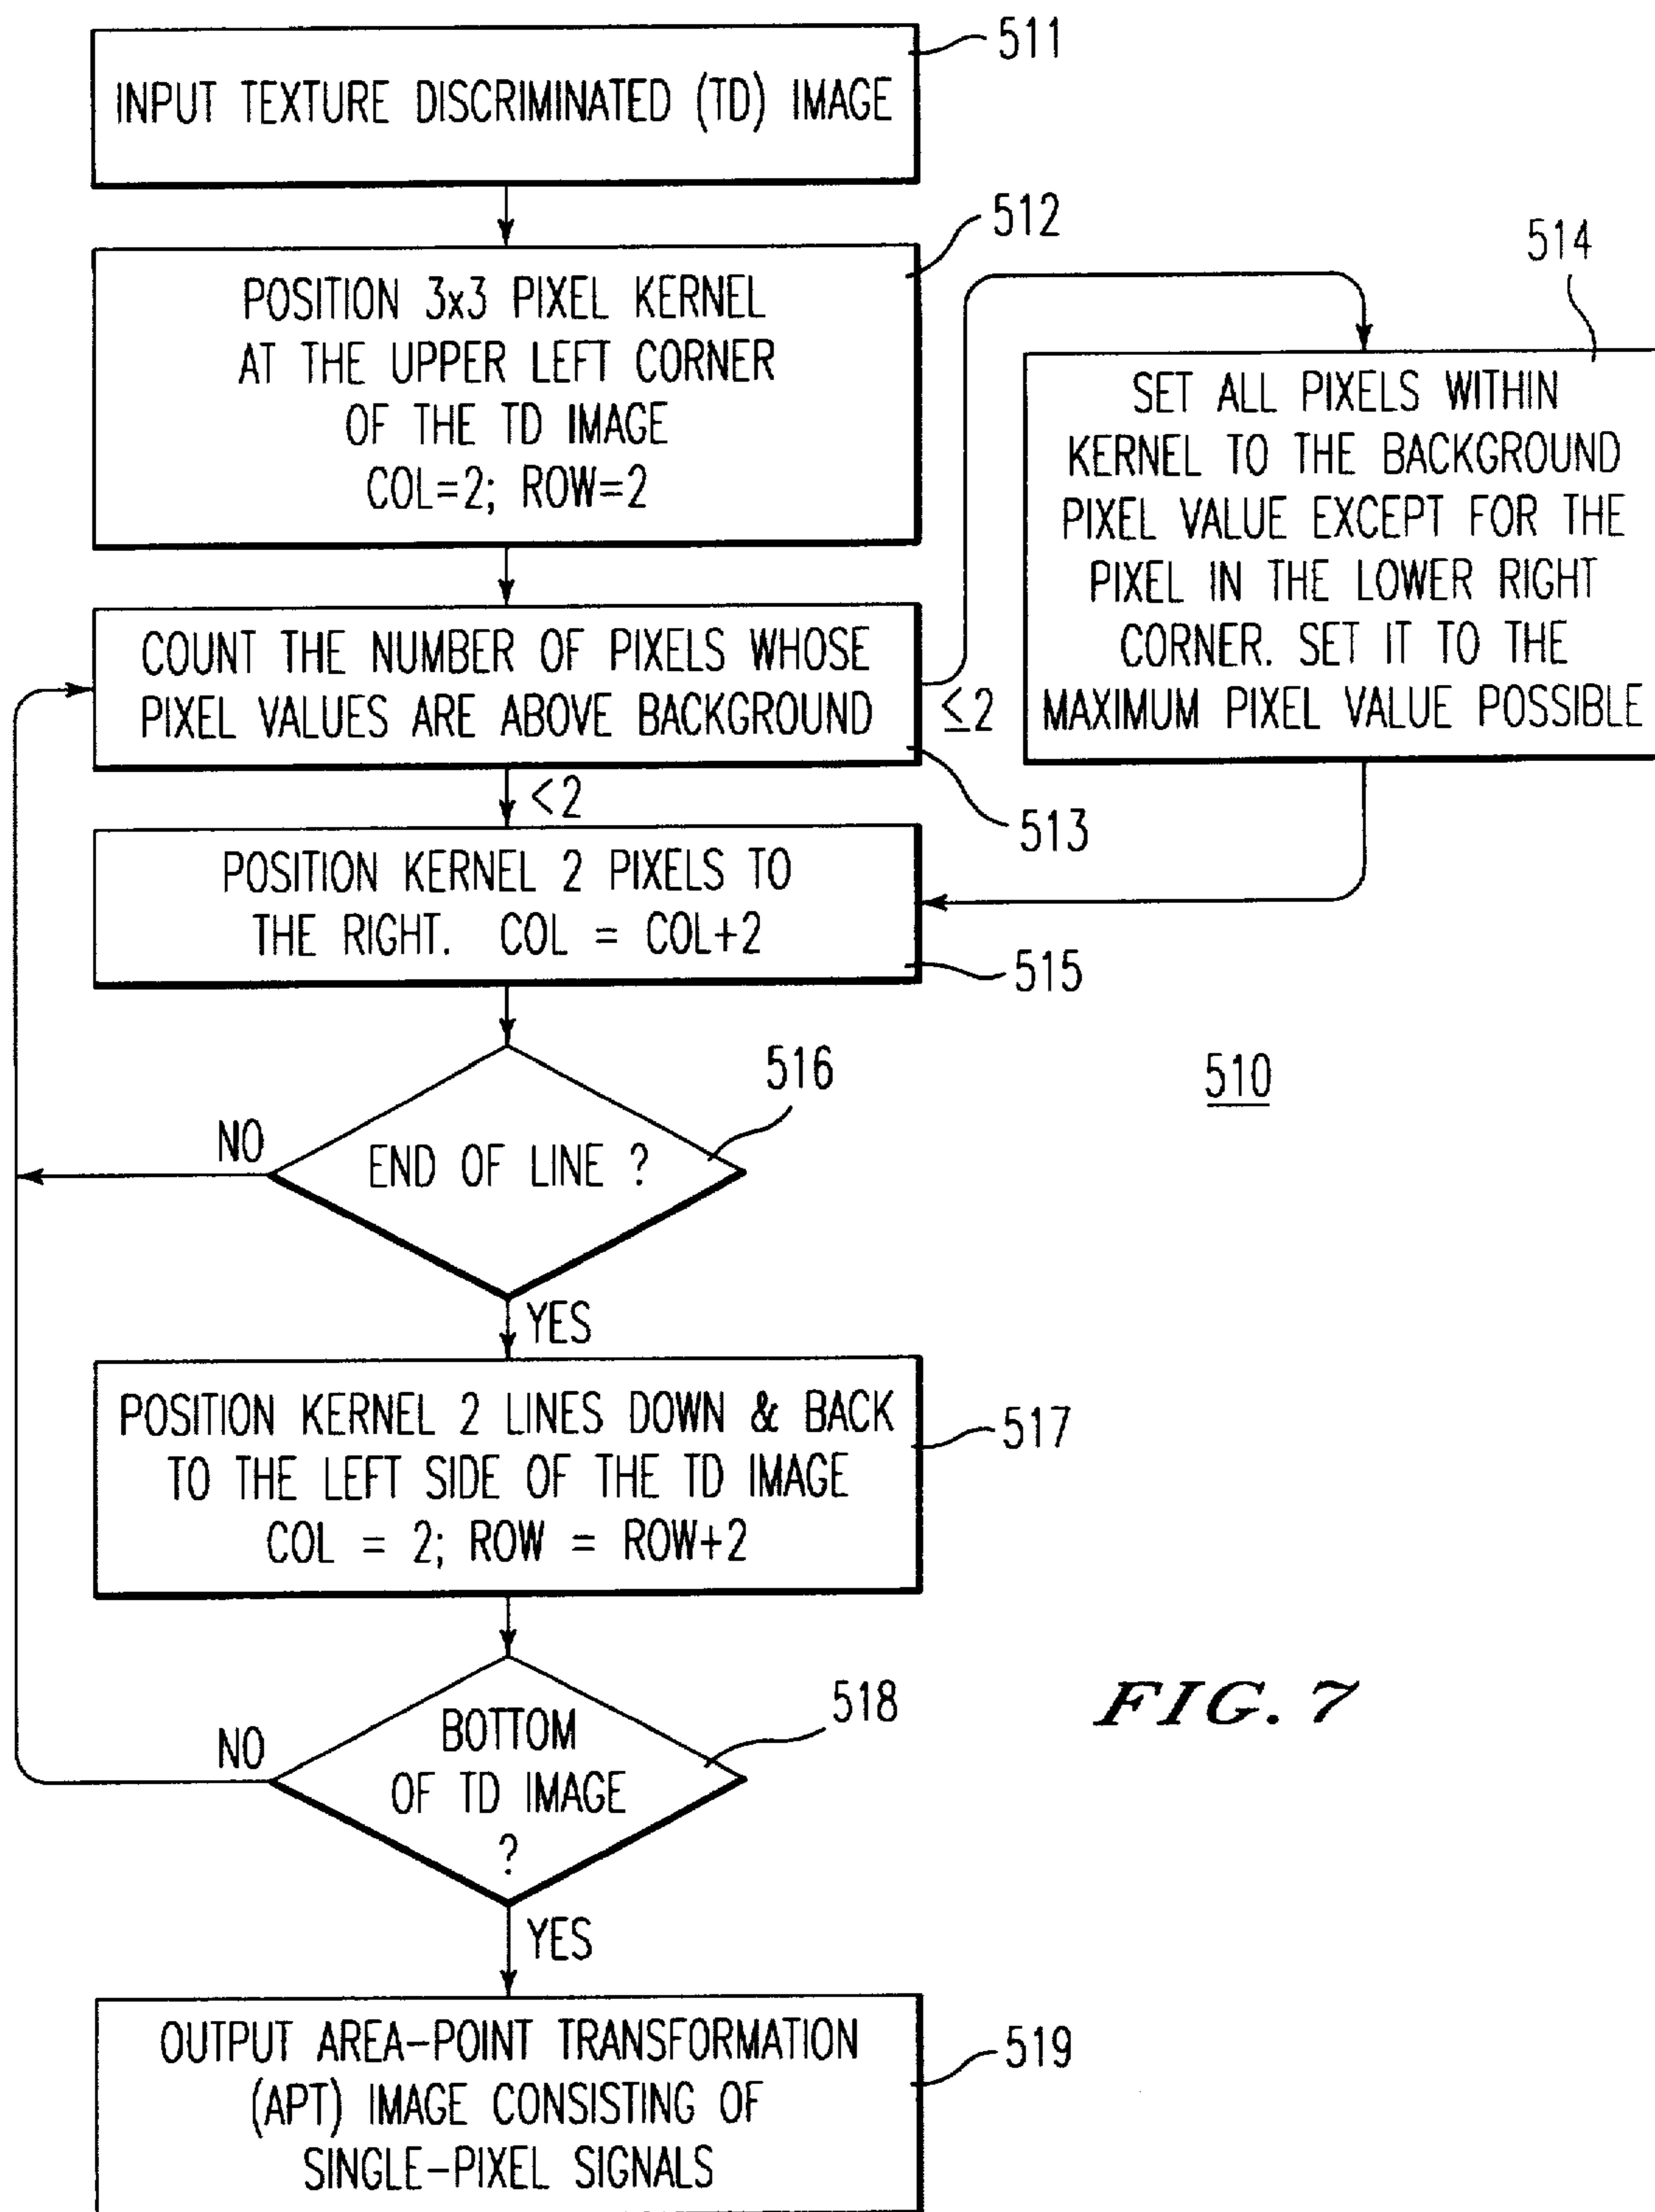 511
INPUT TEXTURE DISCRIMINATED (TD) IMAGE
512
POSITION 3x3 PIXEL KERNEL
AT THE UPPER LEFT CORNER
OF THE TD IMAGE
COL=2; ROW=2
514
SET ALL PIXELS WITHIN
KERNEL TO THE BACKGROUND
PIXEL VALUE EXCEPT FOR THE
PIXEL IN THE LOWER RIGHT
CORNER. SET IT TO THE
MAXIMUM PIXEL VALUE POSSIBLE
COUNT THE NUMBER OF PIXELS WHOSE
PIXEL VALUES ARE ABOVE BACKGROUND
≤2
<2
513
POSITION KERNEL 2 PIXELS TO
THE RIGHT. COL = COL+2
515
516
510
NO
END OF LINE ?
YES
POSITION KERNEL 2 LINES DOWN & BACK
TO THE LEFT SIDE OF THE TD IMAGE
COL = 2; ROW = ROW+2
517
518
FIG. 7
NO
BOTTOM
OF TD IMAGE
?
YES
OUTPUT AREA-POINT TRANSFORMATION
(APT) IMAGE CONSISTING OF
SINGLE-PIXEL SIGNALS
519